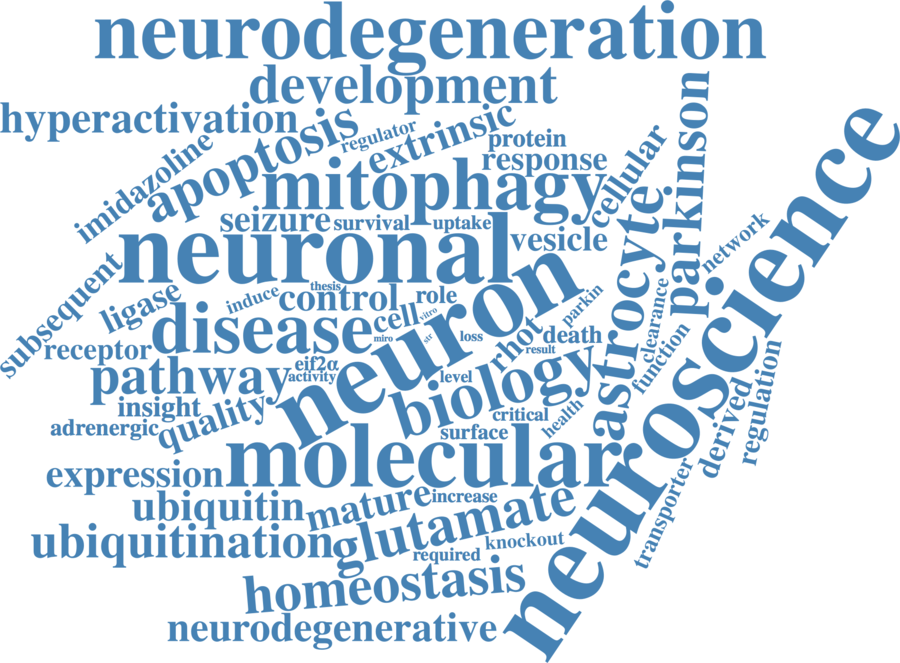 neurodegeneration
development
hyperactivation
apoptosis
regulator
extrinsic
protein
response
cellular
parkinson
neuroscience
imidazoline
mitophagy
seizure
survival
uptake
vesicle
astrocyte
network
neuronal
subsequent
ligase
induce
thesis
control
role
neuron
parkin
clearance
function
disease
cell
vitro
miro
str
loss
rhot
death
result
receptor
pathway
eif2α
activity
level
biology
insight
quality
adrenergic
critical
health
surface
derived
regulation
transporter
expression
molecular
ubiquitin
mature
increase
ubiquitination
glutamate
required
knockout
homeostasis
neurodegenerative